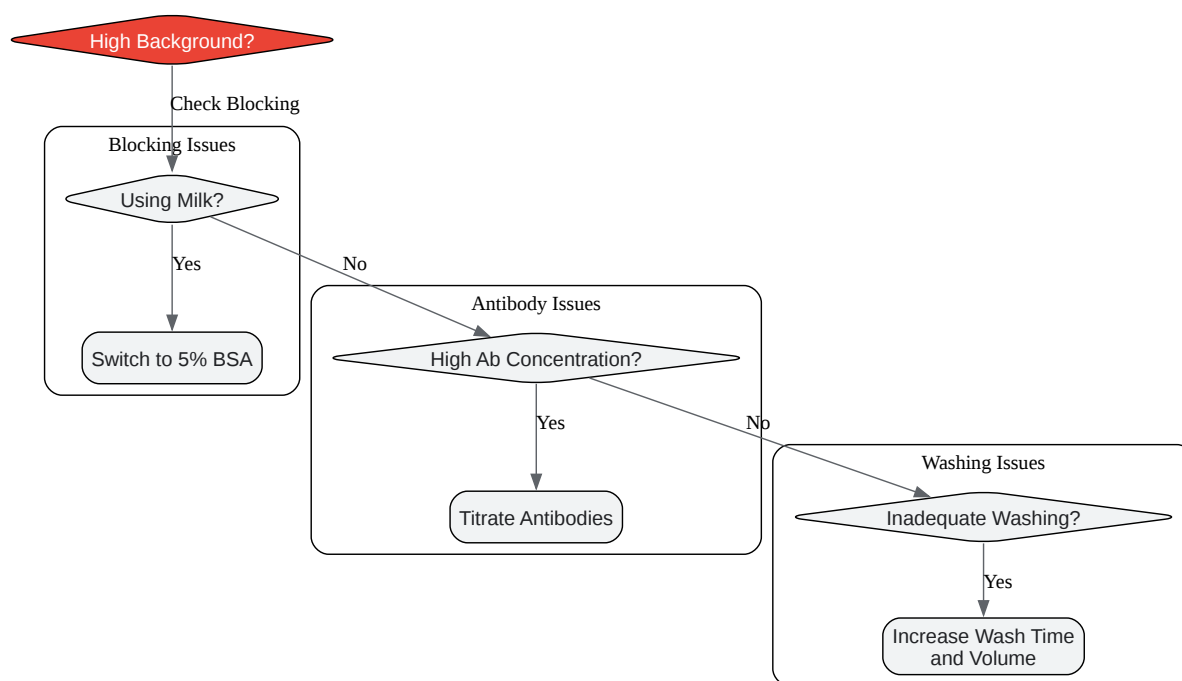 High Background?
Check Blocking
Blocking Issues
Using Milk?
Yes
No
Switch to 5% BSA
Antibody Issues
High Ab Concentration?
Yes
No
Titrate Antibodies
Washing Issues
Inadequate Washing?
Yes
Increase Wash Time
and Volume